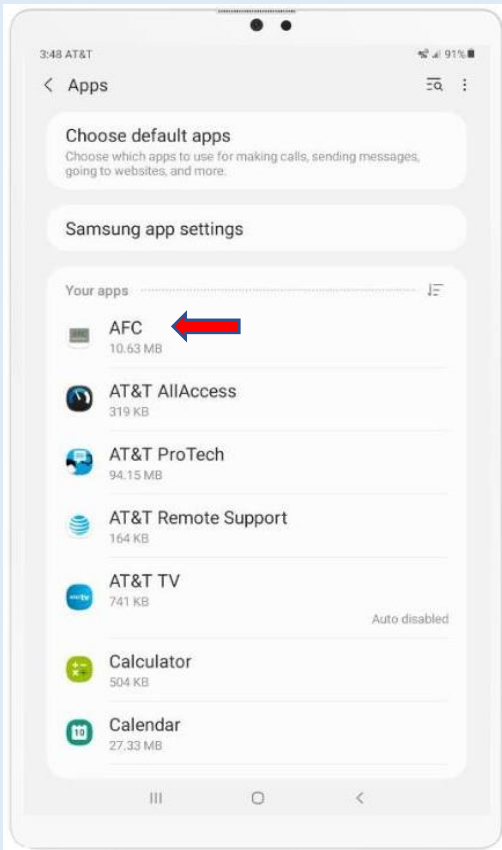 3:48 AT&T 91%
Apps
Choose default apps
Choose which apps to use for making calls, sending messages,
going to websites, and more.
Samsung app settings
Your apps
AFC
10.63 MB
AT&T AllAccess
319 KB
AT&T ProTech
94.15 MB
AT&T Remote Support
164 KB
AT&T TV
741 KB
Auto disabled
Calculator
504 KB
10
Calendar
27.33 MB